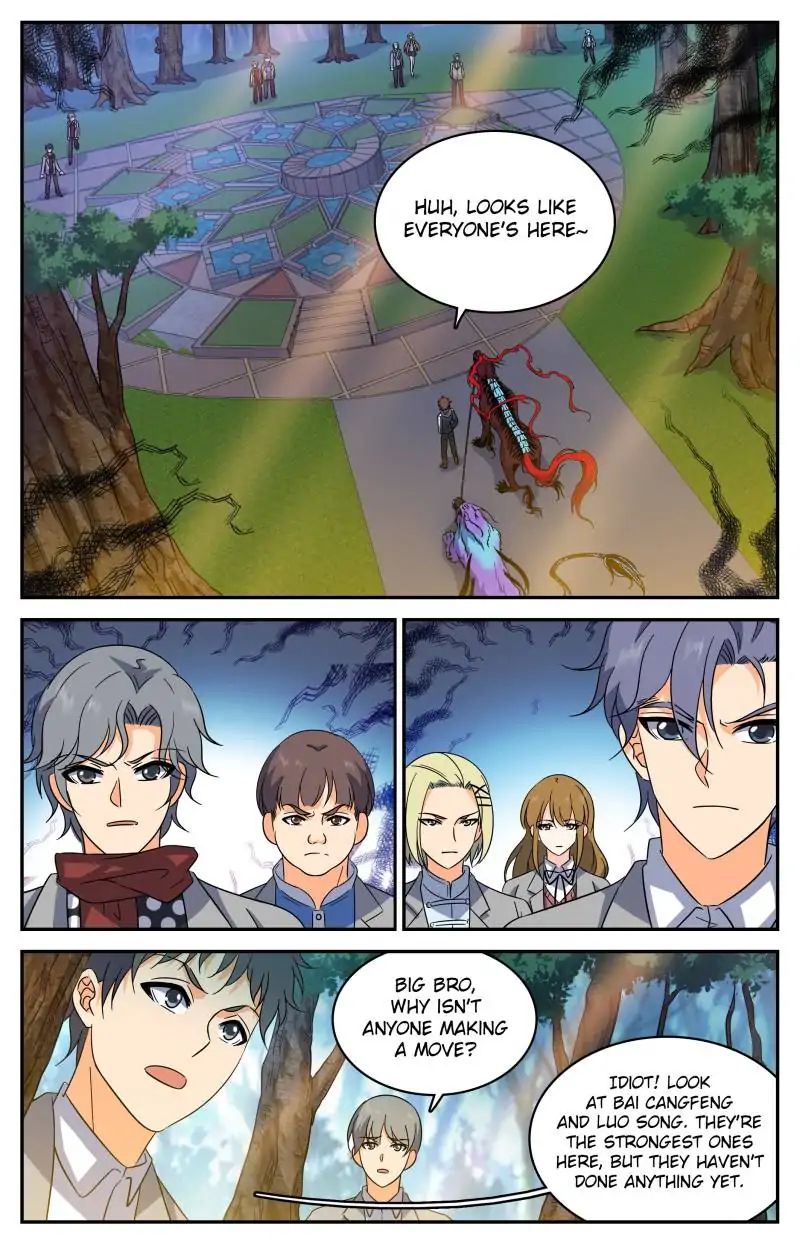 HUH, LOOKS LIKE
EVERYONE'S HERE~
BIG BRO,
WHY ISN'T
ANYONE MAKING
A MOVE?
IDIOT! LOOK
AT BAI CANGFENG
AND LUO SONG. THEY'RE
THE STRONGEST ONES
HERE, BUT THEY HAVEN'T
DONE ANYTHING YET.